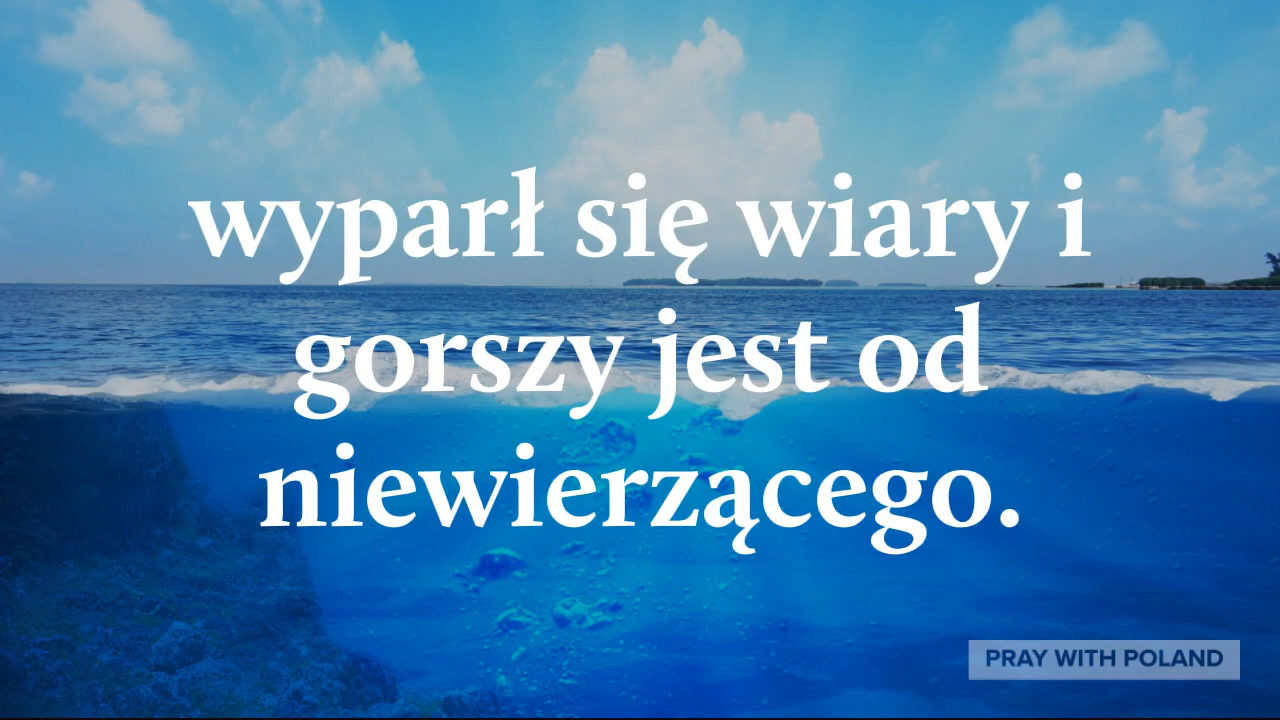 wyparł się wiary i
gorszy jest od
niewierzącego.
PRAY WITH POLAND